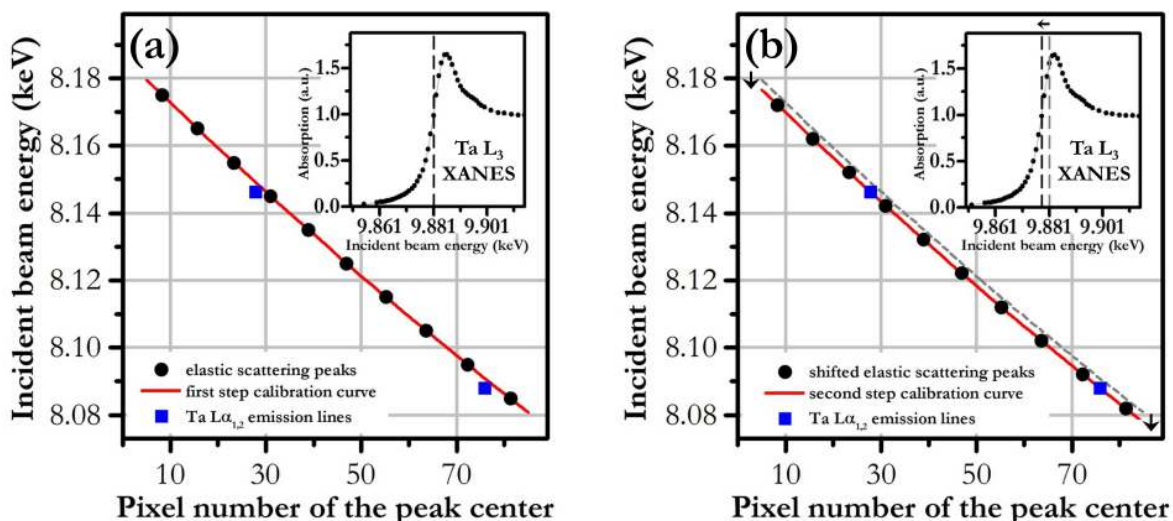 (a)
Incident beam energy (keV)
8.18
8.16
8.14
8.12
8.10
8.08
10
30
50
70
Pixel number of the peak center
elastic scattering peaks
first step calibration curve
Ta Lα1,2 emission lines
Absorption (a.u.)
1.5
1.0
0.5
0.0
Ta L3
XANES
9.861 9.881 9.901
Incident beam energy (keV)
(b)
Incident beam energy (keV)
8.18
8.16
8.14
8.12
8.10
8.08
10
30
50
70
Pixel number of the peak center
shifted elastic scattering peaks
second step calibration curve
Ta Lα1,2 emission lines
Absorption (a.u.)
1.5
1.0
0.5
0.0
Ta L3
XANES
9.861 9.881 9.901
Incident beam energy (keV)